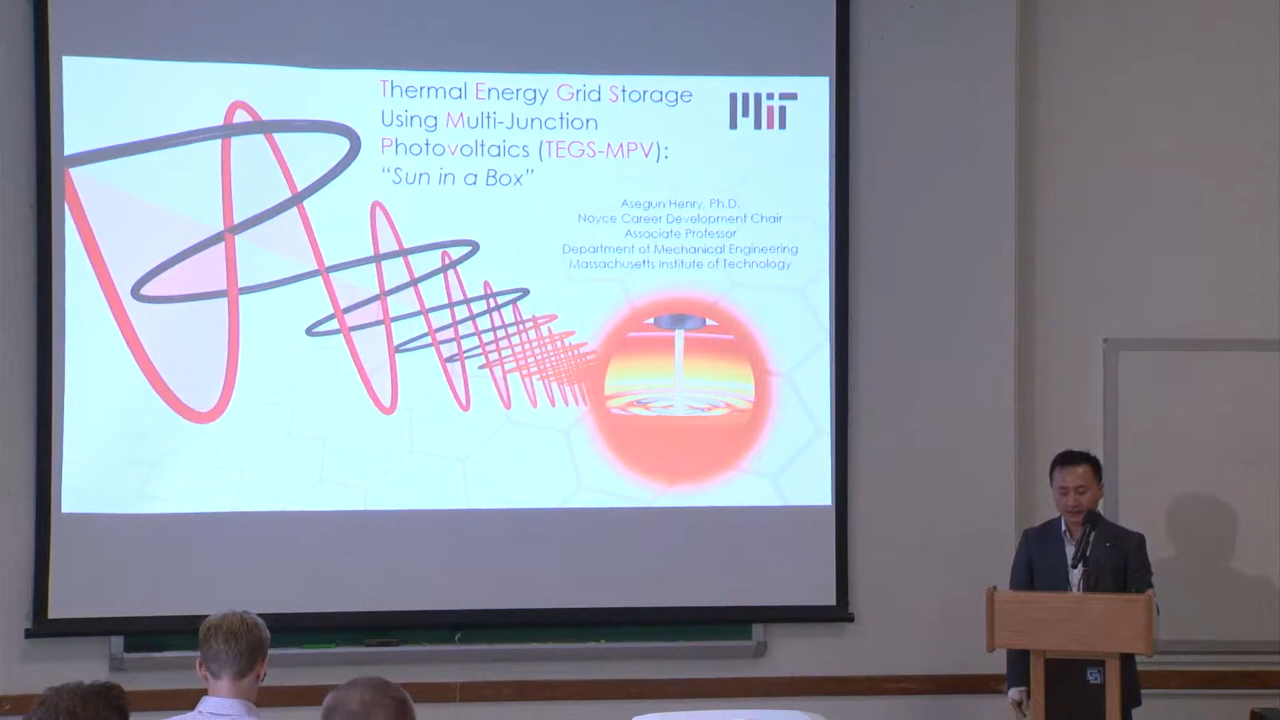 Thermal Energy Grid Storage
Using Multi-Junction
Photovoltaics (TEGS-MPV):
“Sun in a Box”
MIT
Asegun Henry, Ph.D.
Noyce Career Development Chair
Associate Professor
Department of Mechanical Engineering
Massachusetts Institute of Technology